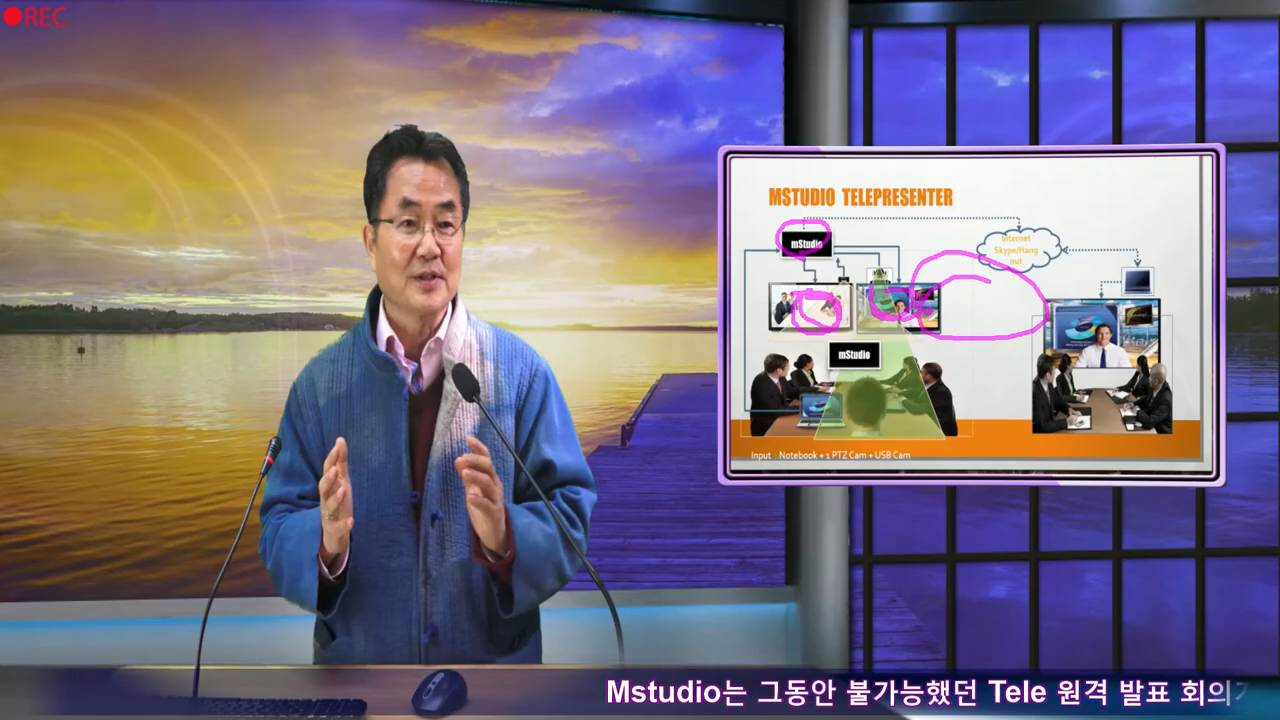 REC
MSTUDIO TELEPRESENTER
mStudio
Internet
Skype/Hang
out
mStudio
Input : Notebook + 1 PTZ Cam + USB Cam
Mstudio는 그동안 불가능했던 Tele 원격 발표 회의